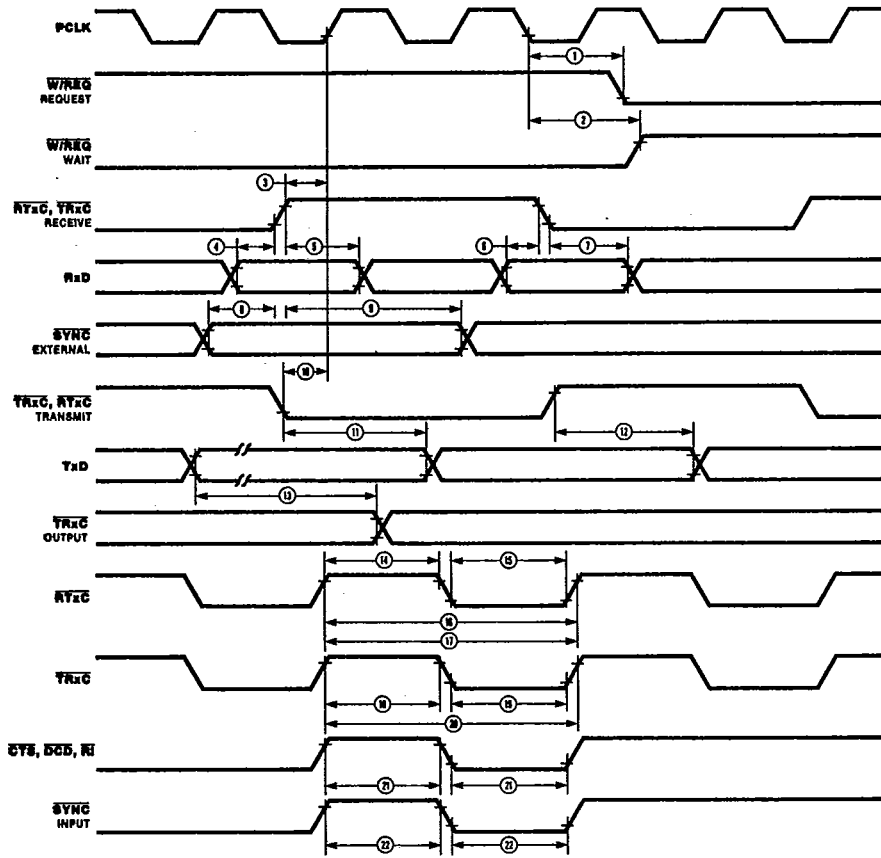 PCLK
1
W/REQ
REQUEST
2
W/REQ
WAIT
3
RTxC, TRxC
RECEIVE
4 5 6 7
RxD
8 9
SYNC
EXTERNAL
10
TRxC, RTxC
TRANSMIT
11 12
TxD
13
TRxC
OUTPUT
14 15
RTxC
16
17
TRxC
18 19
20
CTS, DCD, RI
21 21
SYNC
INPUT
22 22